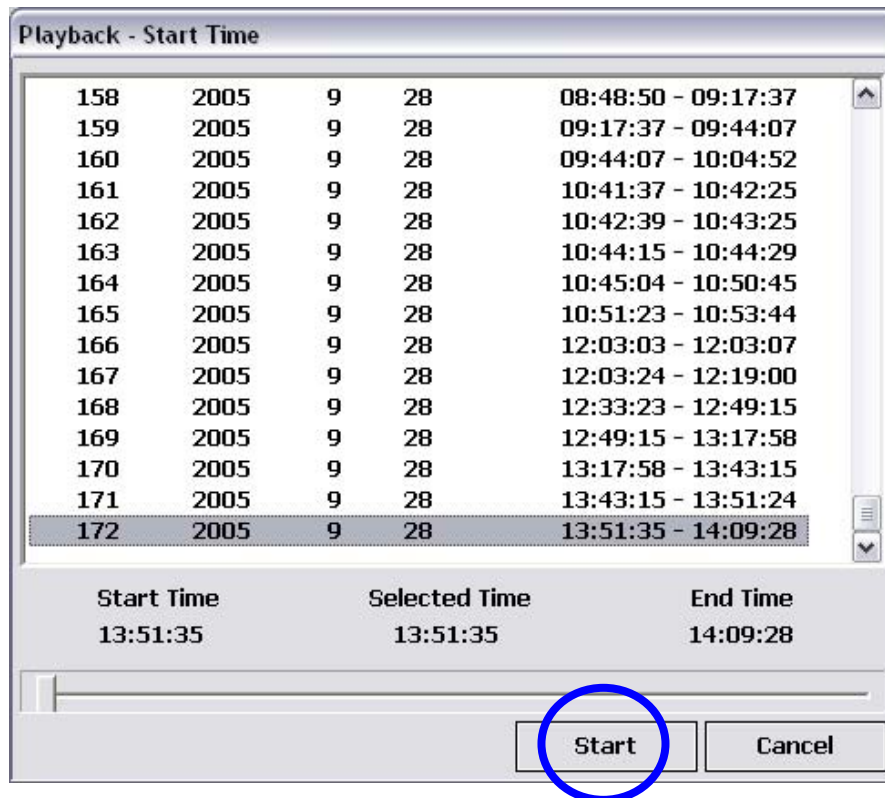 Playback - Start Time
158 2005 9 28 08:48:50 - 09:17:37
159 2005 9 28 09:17:37 - 09:44:07
160 2005 9 28 09:44:07 - 10:04:52
161 2005 9 28 10:41:37 - 10:42:25
162 2005 9 28 10:42:39 - 10:43:25
163 2005 9 28 10:44:15 - 10:44:29
164 2005 9 28 10:45:04 - 10:50:45
165 2005 9 28 10:51:23 - 10:53:44
166 2005 9 28 12:03:03 - 12:03:07
167 2005 9 28 12:03:24 - 12:19:00
168 2005 9 28 12:33:23 - 12:49:15
169 2005 9 28 12:49:15 - 13:17:58
170 2005 9 28 13:17:58 - 13:43:15
171 2005 9 28 13:43:15 - 13:51:24
172 2005 9 28 13:51:35 - 14:09:28
Start Time Selected Time End Time
13:51:35 13:51:35 14:09:28
Start Cancel